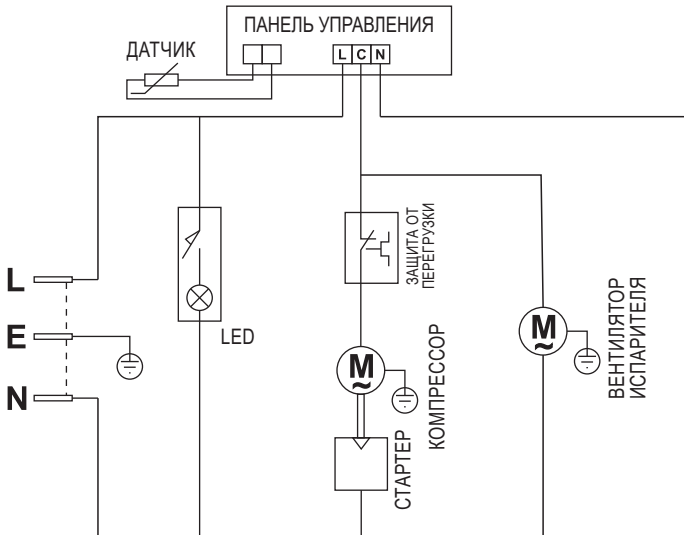 ПАНЕЛЬ УПРАВЛЕНИЯ
ДАТЧИК
L C N
ЗАЩИТА ОТ
ПЕРЕГРУЗКИ
L
E
N
LED
M
~
КОМПРЕССОР
СТАРТЕР
M
~
ВЕНТИЛЯТОР
ИСПАРИТЕЛЯ